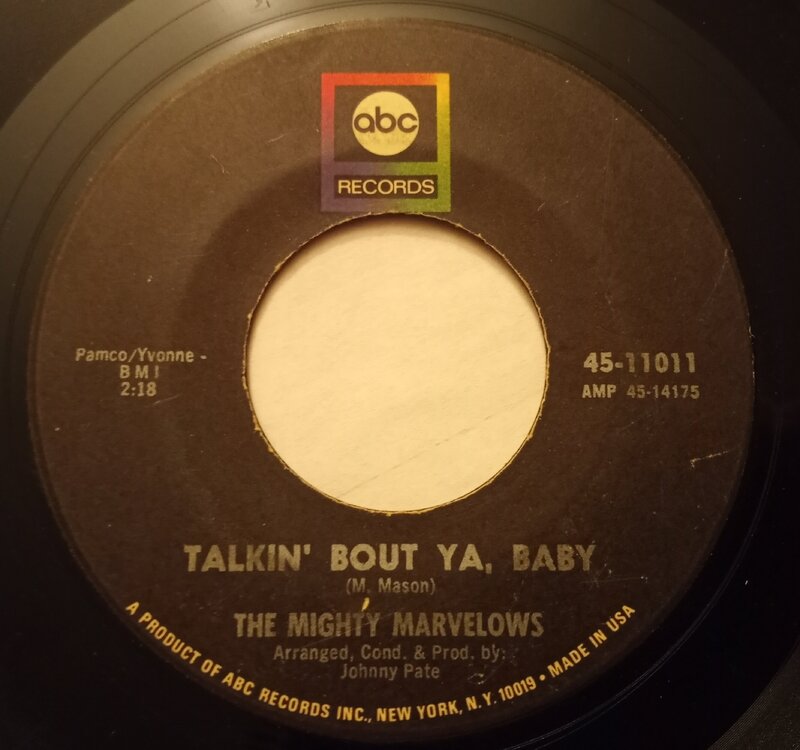 abc
RECORDS
Pamco/Yvonne -
BMI
2:18
45-11011
AMP 45-14175
TALKIN' BOUT YA, BABY
(M. Mason)
THE MIGHTY MARVELOWS
Arranged, Cond. & Prod. by:
Johnny Pate
A PRODUCT OF ABC RECORDS INC., NEW YORK, N.Y. 10019 • MADE IN USA